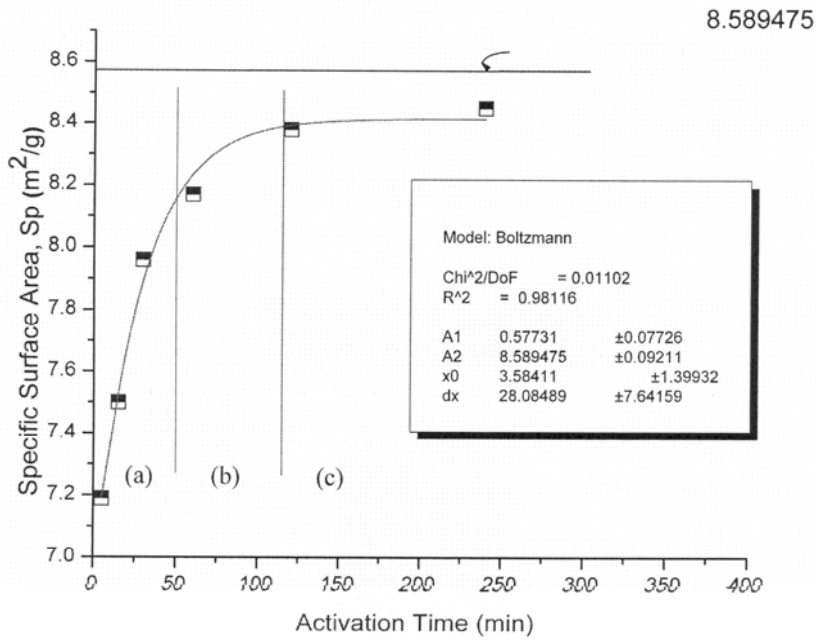 8.589475
8.6
8.4
8.2
8.0
7.8
7.6
7.4
7.2
7.0
Specific Surface Area, Sp (m²/g)
Model: Boltzmann
Chi^2/DoF = 0.01102
R^2 = 0.98116
A1 0.57731 ±0.07726
A2 8.589475 ±0.09211
x0 3.58411 ±1.39932
dx 28.08489 ±7.64159
(a) (b) (c)
0 50 100 150 200 250 300 350 400
Activation Time (min)